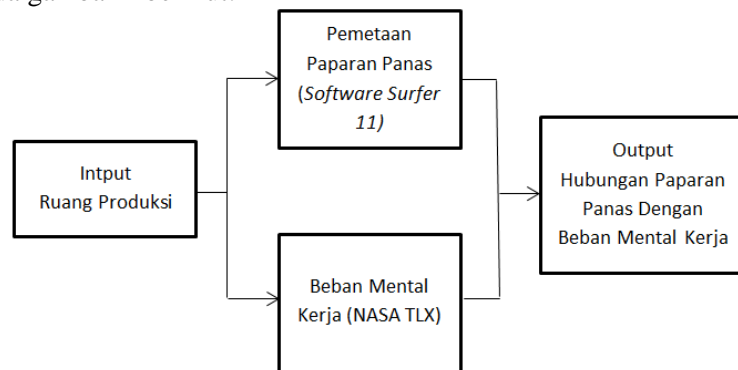 Pemetaan
Paparan Panas
(Software Surfer
11)
Intput
Ruang Produksi
Output
Hubungan Paparan
Panas Dengan
Beban Mental Kerja
Beban Mental
Kerja (NASA TLX)